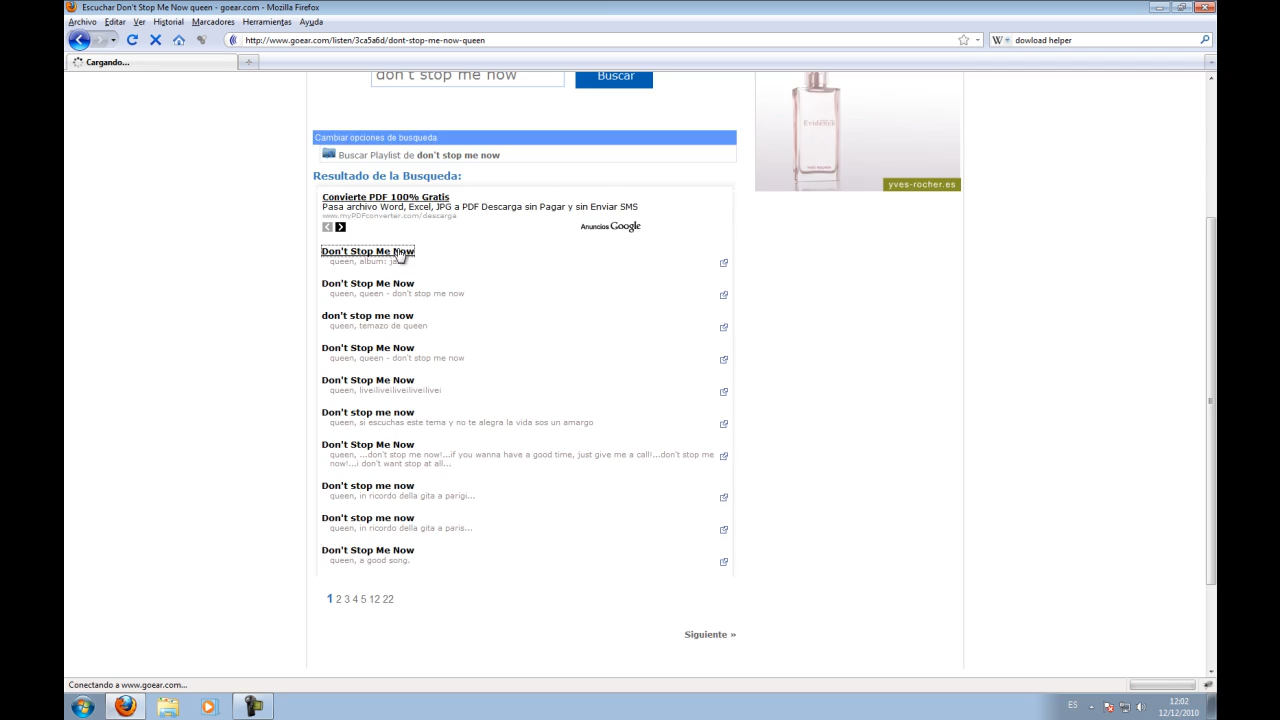 Escuchar Don't Stop Me Now queen - goear.com - Mozilla Firefox
Archivo Editar Ver Historial Marcadores Herramientas Ayuda
http://www.goear.com/listen/3ca5a6d/dont-stop-me-now-queen
dowload helper
Cargando...
don't stop me now
Buscar
Evidence
YVES ROCHER
yves-rocher.es
Cambiar opciones de busqueda
Buscar Playlist de don't stop me now
Resultado de la Busqueda:
Convierte PDF 100% Gratis
Pasa archivo Word, Excel, JPG a PDF Descarga sin Pagar y sin Enviar SMS
www.myPDFconverter.com/descarga
Anuncios Google
Don't Stop Me Now
queen, album:
Don't Stop Me Now
queen, queen - don't stop me now
don't stop me now
queen, temazo de queen
Don't Stop Me Now
queen, queen - don't stop me now
Don't Stop Me Now
queen, live¡live¡live¡live¡live¡
Don't stop me now
queen, si escuchas este tema y no te alegra la vida sos un amargo
Don't Stop Me Now
queen, ...don't stop me now!...if you wanna have a good time, just give me a call!...don't stop me
now!...i don't want stop at all...
Don't stop me now
queen, in ricordo della gita a parigi...
Don't stop me now
queen, in ricordo della gita a paris...
Don't Stop Me Now
queen, a good song.
1 2 3 4 5 12 22
Siguiente »
Conectando a www.goear.com...
ES
12:02
12/12/2010